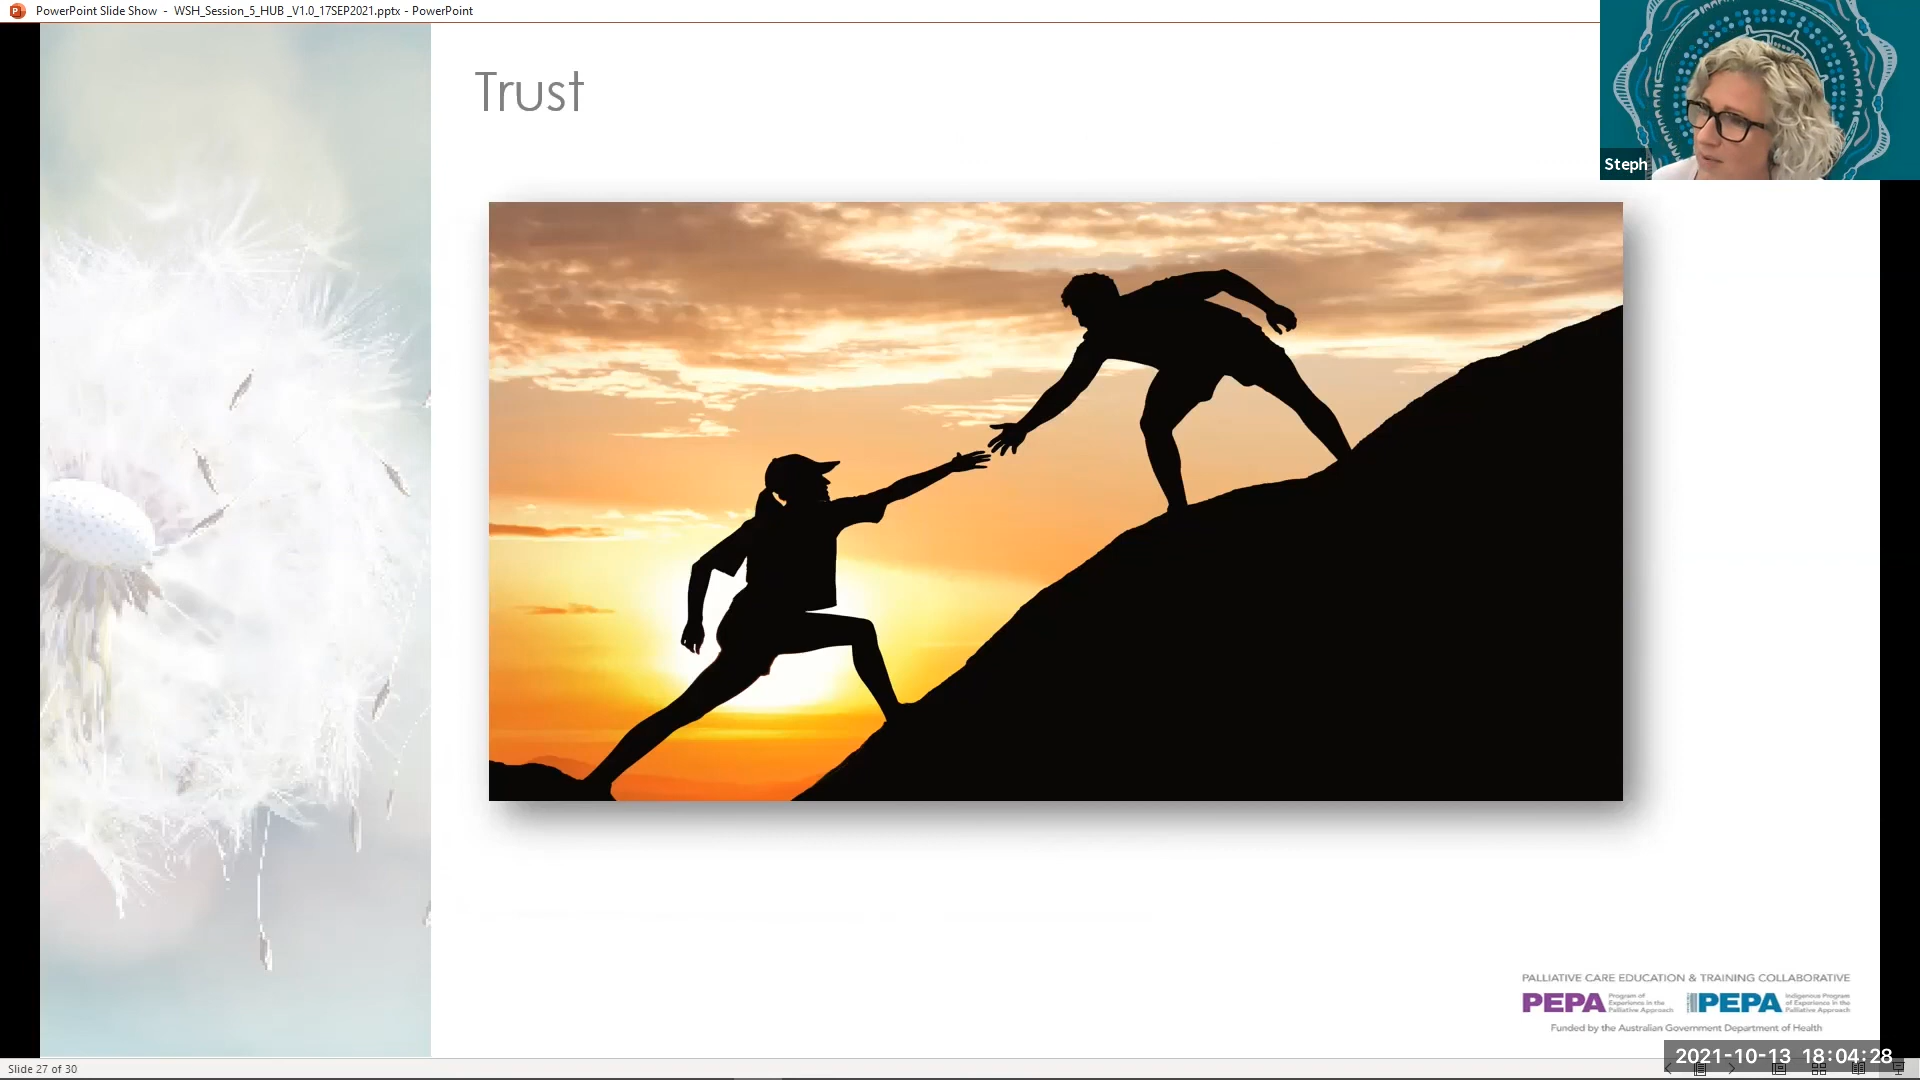 PowerPoint Slide Show - WSH_Session_5_HUB _V1.0_17SEP2021.pptx - PowerPoint
Steph
Trust
PALLIATIVE CARE EDUCATION & TRAINING COLLABORATIVE
PEPA Program of Experience in the Palliative Approach
IPEPA Indigenous Program of Experience in the Palliative Approach
Funded by the Australian Government Department of Health
2021-10-13 18:04:28
Slide 27 of 30